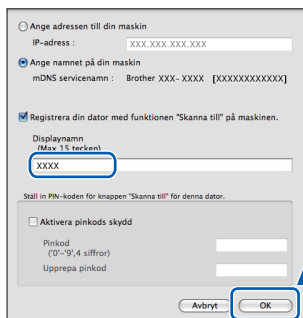 Ange adressen till din maskin
IP-adress : XXX.XXX.XXX.XXX
Ange namnet på din maskin
mDNS servicenamn : Brother XXX-XXXX [XXXXXXXXXXXX]
Registrera din dator med funktionen "Skanna till" på maskinen.
Displaynamn
(Max 15 tecken)
XXXX
Ställ in PIN-koden för knappen "Skanna till" för denna dator.
Aktivera pinkods skydd
Pinkod
('0'-'9',4 siffror)
Upprepa pinkod
Avbryt OK